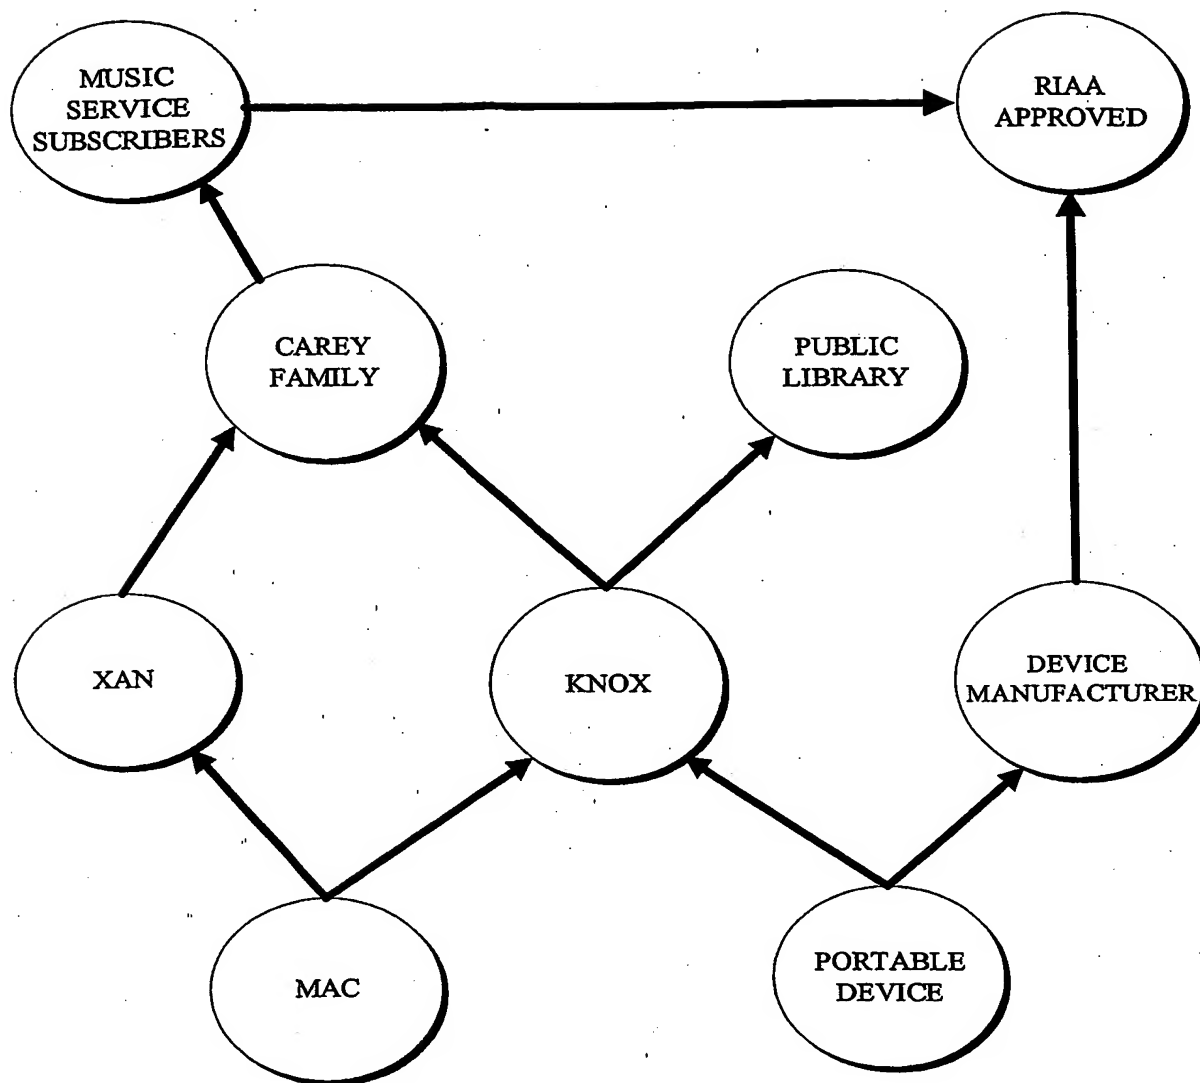 MUSIC
SERVICE
SUBSCRIBERS
RIAA
APPROVED
CAREY
FAMILY
PUBLIC
LIBRARY
XAN
KNOX
DEVICE
MANUFACTURER
MAC
PORTABLE
DEVICE